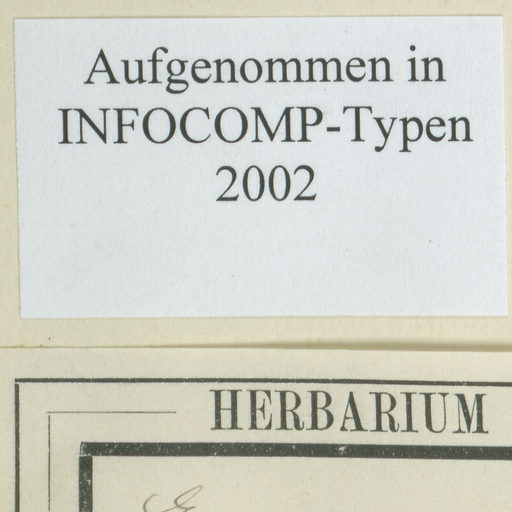 Aufgenommen in
INFOCOMP-Typen
2002
HERBARIUM